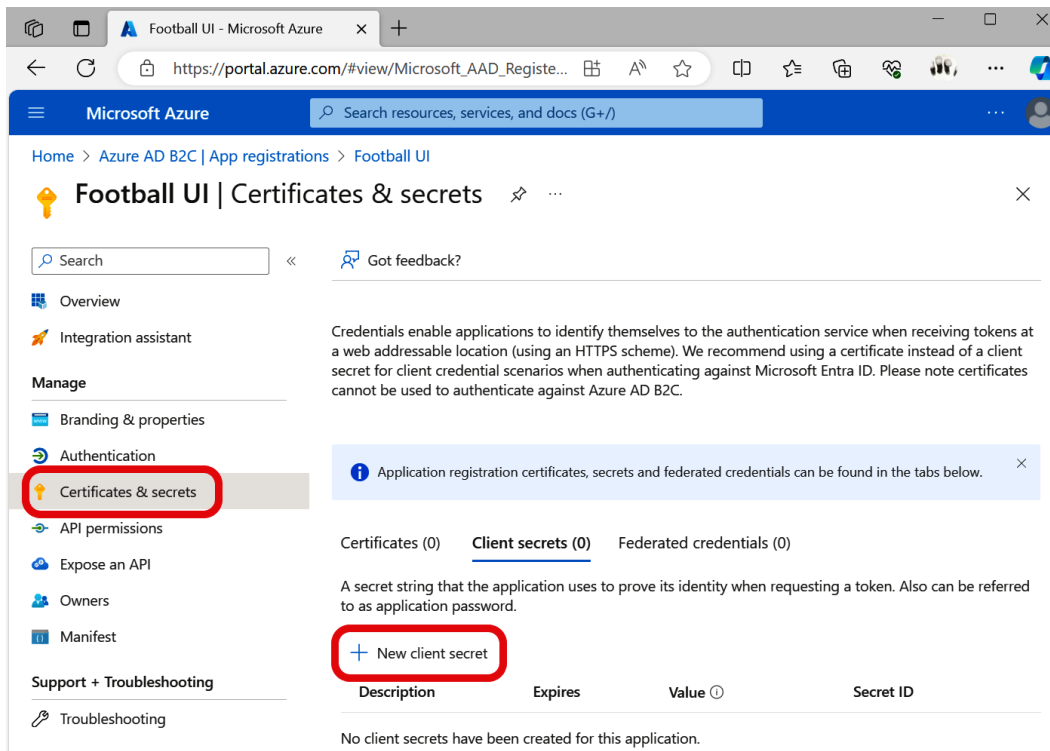 Football UI - Microsoft Azure
https://portal.azure.com/#view/Microsoft_AAD_Registe...
Microsoft Azure
Search resources, services, and docs (G+/)
Home > Azure AD B2C | App registrations > Football UI
Football UI | Certificates & secrets
Search
Got feedback?
Overview
Integration assistant
Manage
Branding & properties
Authentication
Certificates & secrets
API permissions
Expose an API
Owners
Manifest
Support + Troubleshooting
Troubleshooting
Credentials enable applications to identify themselves to the authentication service when receiving tokens at
a web addressable location (using an HTTPS scheme). We recommend using a certificate instead of a client
secret for client credential scenarios when authenticating against Microsoft Entra ID. Please note certificates
cannot be used to authenticate against Azure AD B2C.
Application registration certificates, secrets and federated credentials can be found in the tabs below.
Certificates (0) Client secrets (0) Federated credentials (0)
A secret string that the application uses to prove its identity when requesting a token. Also can be referred
to as application password.
New client secret
Description Expires Value Secret ID
No client secrets have been created for this application.